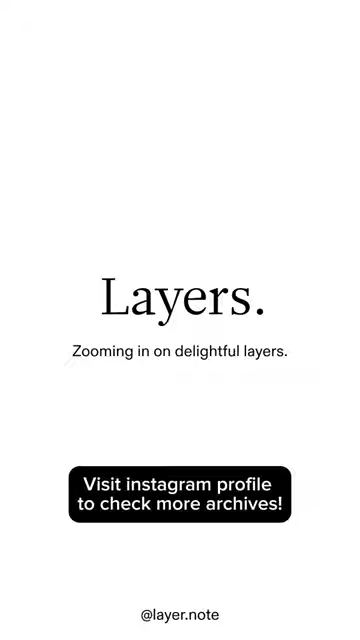 Layers.
Zooming in on delightful layers.
Visit instagram profile
to check more archives!
@layer.note